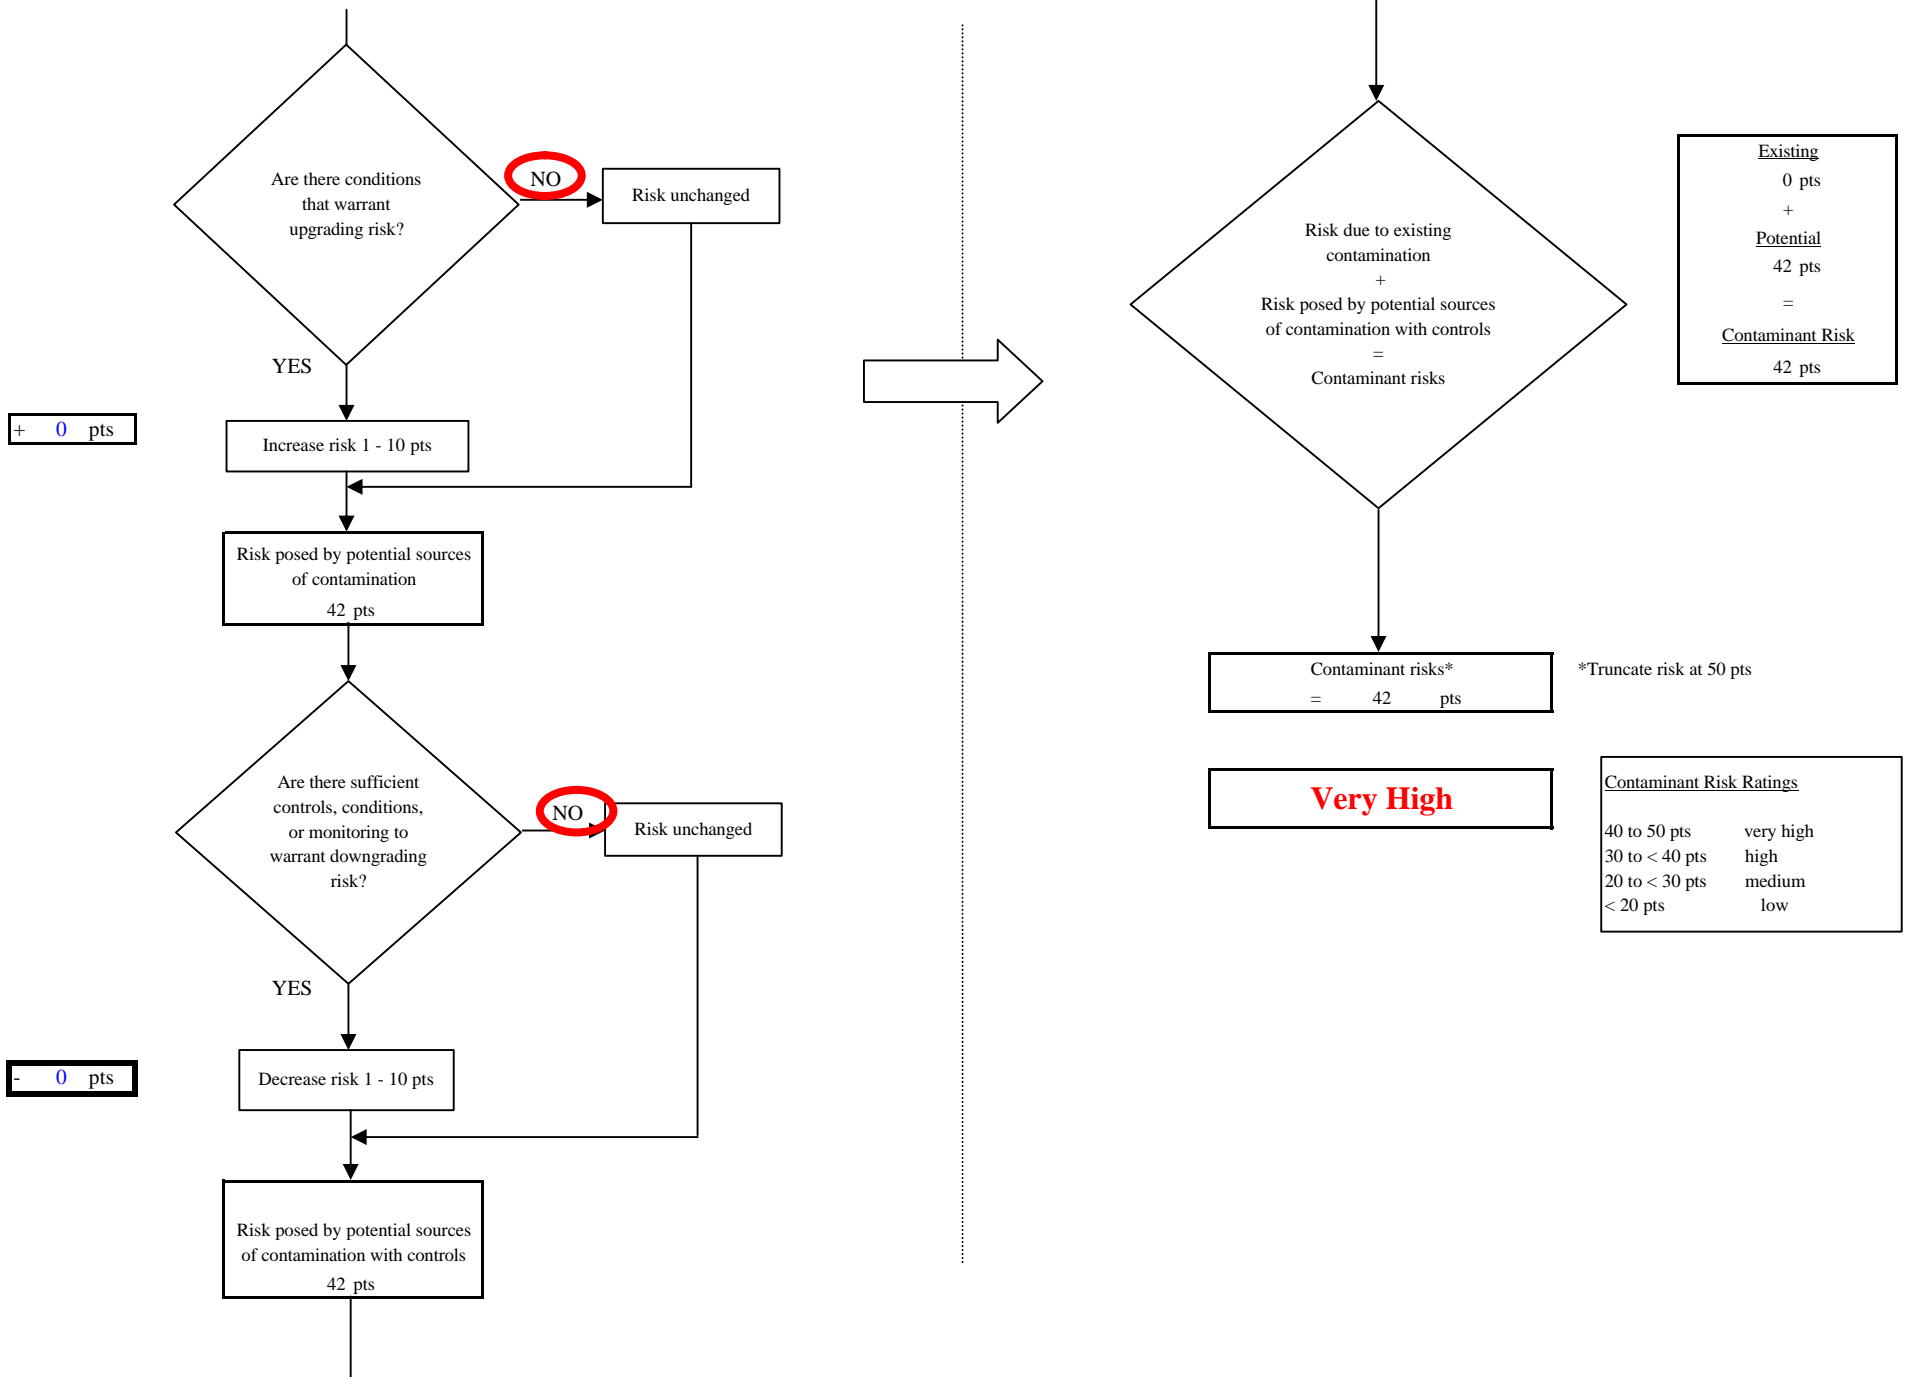 Are there conditions
that warrant
upgrading risk?
NO
Risk unchanged
YES
+ 0 pts
Increase risk 1 - 10 pts
Risk posed by potential sources
of contamination
42 pts
Are there sufficient
controls, conditions,
or monitoring to
warrant downgrading
risk?
NO
Risk unchanged
YES
- 0 pts
Decrease risk 1 - 10 pts
Risk posed by potential sources
of contamination with controls
42 pts
Risk due to existing
contamination
+
Risk posed by potential sources
of contamination with controls
=
Contaminant risks
Existing
0 pts
+
Potential
42 pts
=
Contaminant Risk
42 pts
Contaminant risks*
= 42 pts
*Truncate risk at 50 pts
Very High
Contaminant Risk Ratings
40 to 50 pts very high
30 to < 40 pts high
20 to < 30 pts medium
< 20 pts low